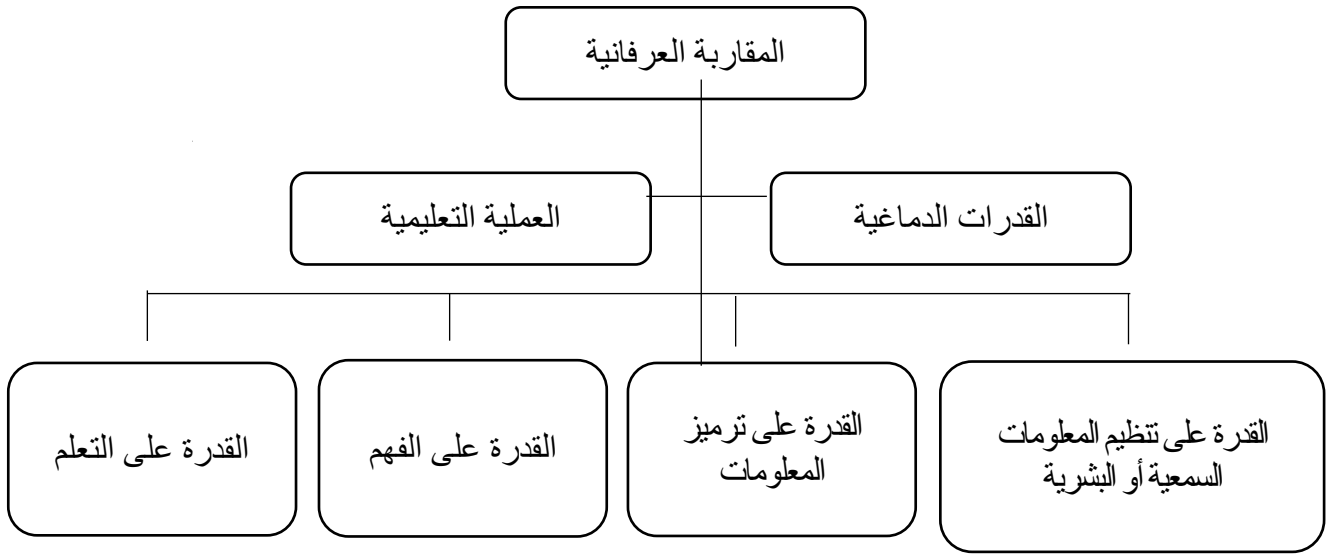 المقاربة العرفانية
القدرات الدماغية
العملية التعليمية
القدرة على تنظيم المعلومات
السمعية أو البشرية
القدرة على ترميز
المعلومات
القدرة على الفهم
القدرة على التعلم